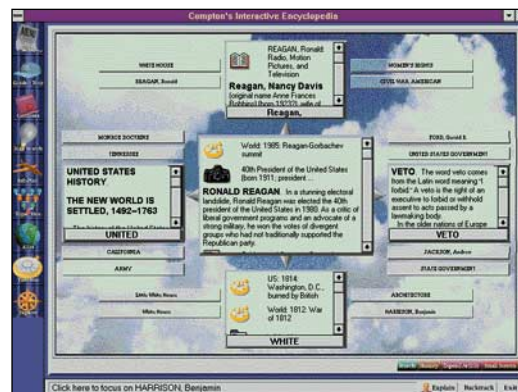 Compton's Interactive Encyclopedia
MENU
WHITE HOUSE
REAGAN, Ronald
REAGAN, Ronald
Radio, Motion
Pictures, and
Television
Reagan, Nancy Davis
(original name Anne Frances
Robbins) (born 1923?), wife of
Reagan,
WOMEN'S RIGHTS
CIVIL WAR, AMERICAN
MONROE DOCTRINE
TENNESSEE
UNITED STATES
HISTORY
THE NEW WORLD IS
SETTLED, 1492–1763
UNITED
CALIFORNIA
ARMY
World: 1985: Reagan-Gorbachev
summit
40th President of the United States
(born 1911; president ...
RONALD REAGAN. In a stunning electoral
landslide, Ronald Reagan was elected the 40th
president of the United States in 1980. As a critic of
liberal government programs and an advocate of a
strong military, he won the votes of divergent
groups who had not traditionally supported the
Republican party.
FORD, Gerald R.
UNITED STATES GOVERNMENT
VETO. The word veto comes
from the Latin word meaning "I
forbid." A veto is the right of an
executive to forbid or withhold
assent to acts passed by a
lawmaking body.
In the older nations of Europe
VETO
JACKSON, Andrew
STATE GOVERNMENT
Little White House
White House
US: 1814:
Washington, D.C.,
burned by British
World: 1812: War
of 1812
WHITE
ARCHITECTURE
HARRISON, Benjamin
Click here to focus on HARRISON, Benjamin
Explain Backtrack Exit